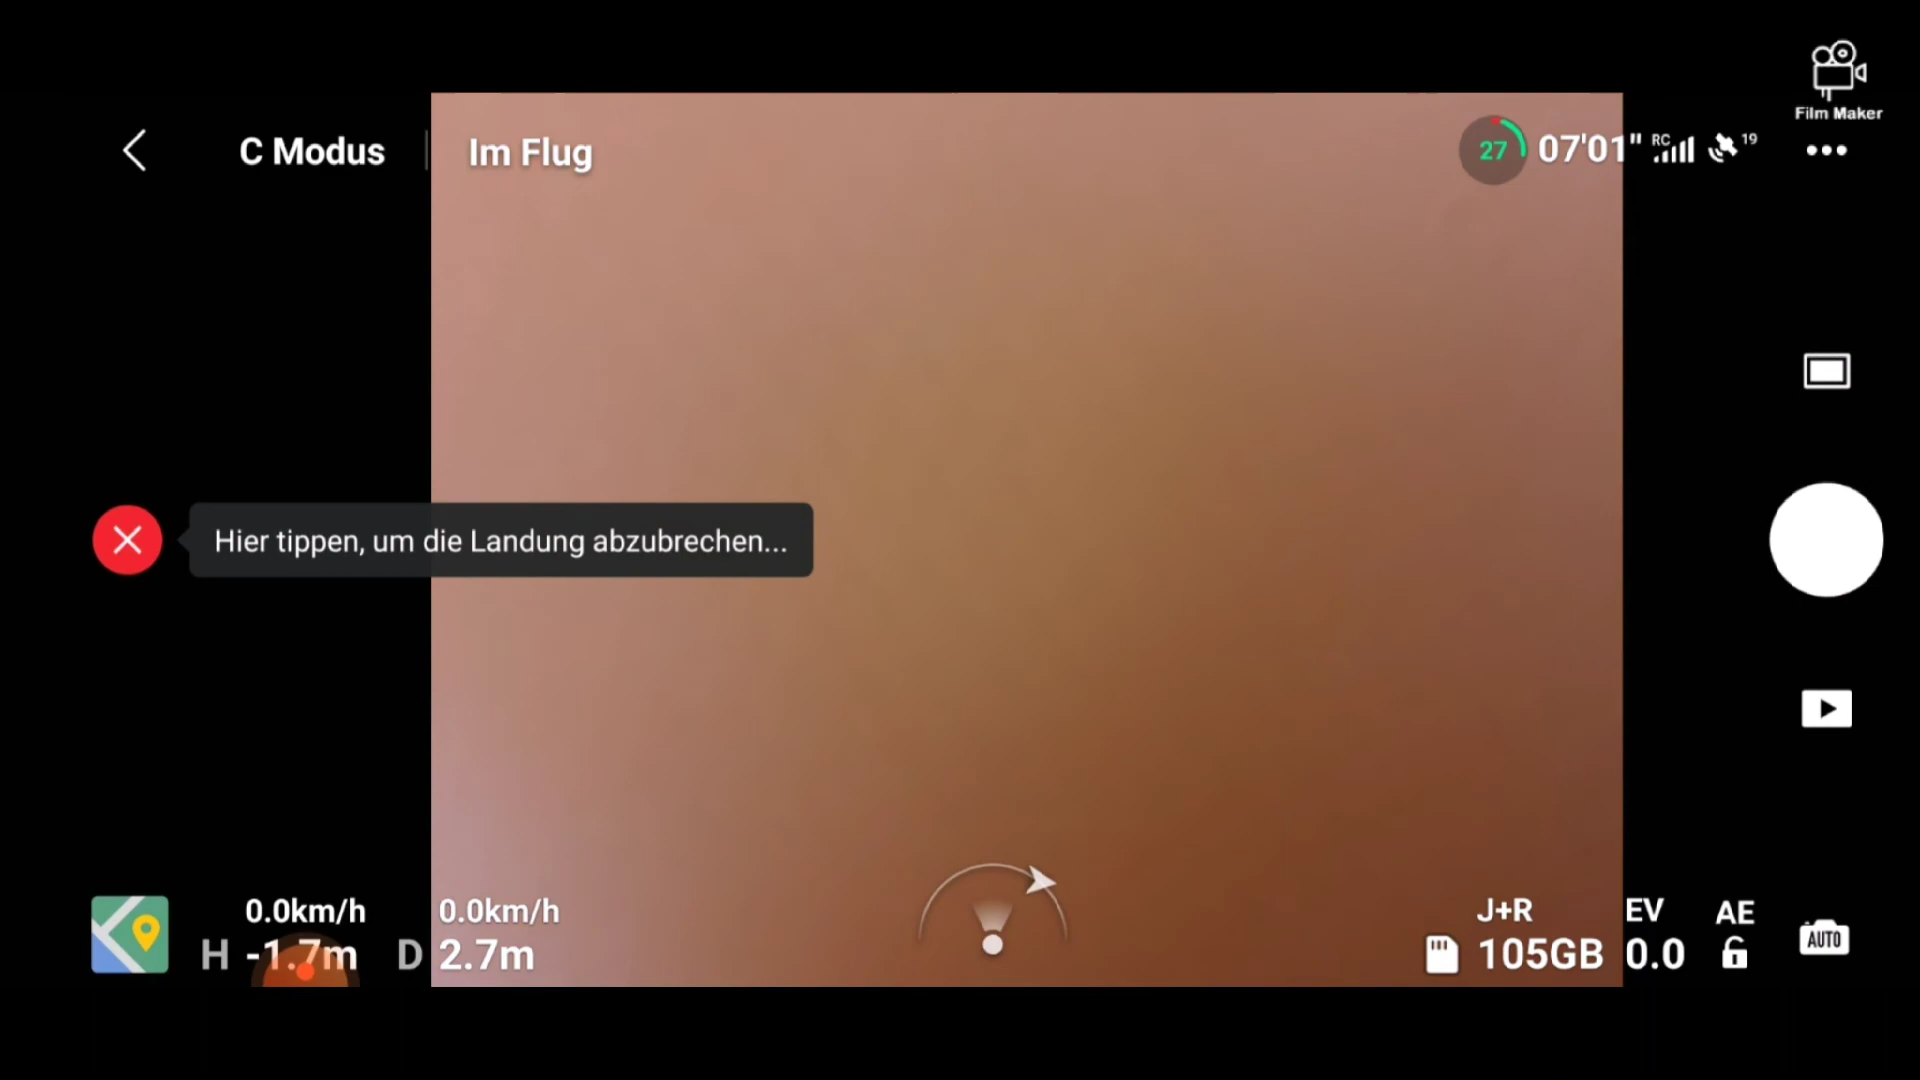 Film Maker
C Modus
Im Flug
27
07'01"
RC
19
Hier tippen, um die Landung abzubrechen...
0.0km/h
0.0km/h
H -1.7m
D 2.7m
J+R
105GB
EV
0.0
AE
AUTO